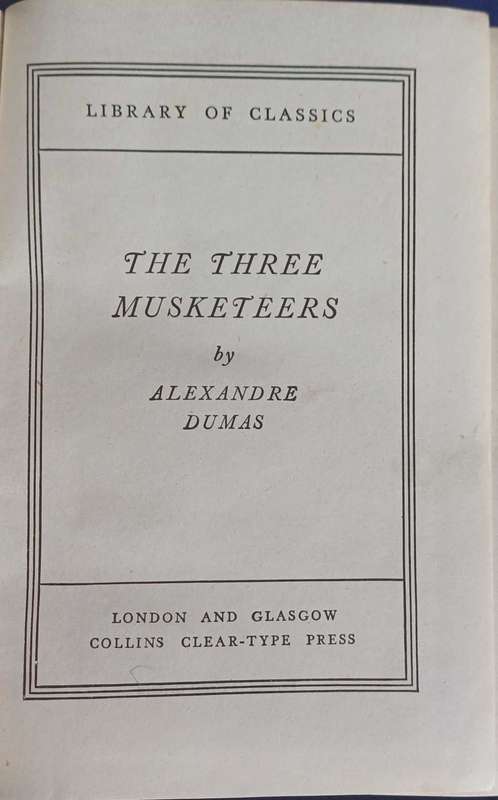 LIBRARY OF CLASSICS
THE THREE
MUSKETEERS
by
ALEXANDRE
DUMAS
LONDON AND GLASGOW
COLLINS CLEAR-TYPE PRESS